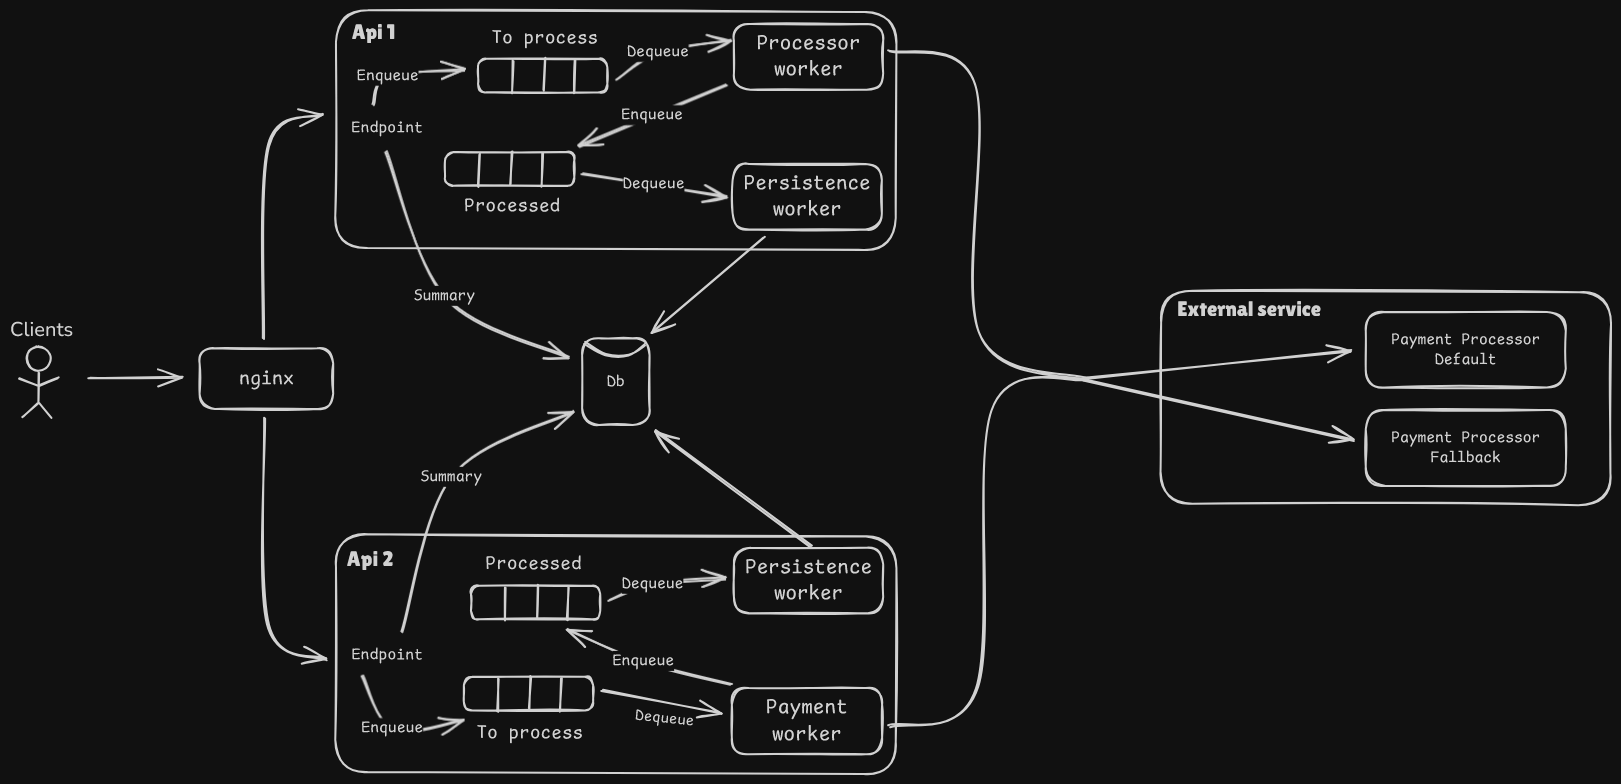 Api 1
To process
Dequeue
Processor
worker
Enqueue
Endpoint
Enqueue
Dequeue
Persistence
worker
Processed
Summary
Clients
nginx
Db
External service
Payment Processor
Default
Payment Processor
Fallback
Summary
Api 2
Processed
Dequeue
Persistence
worker
Endpoint
Enqueue
Enqueue
To process
Dequeue
Payment
worker